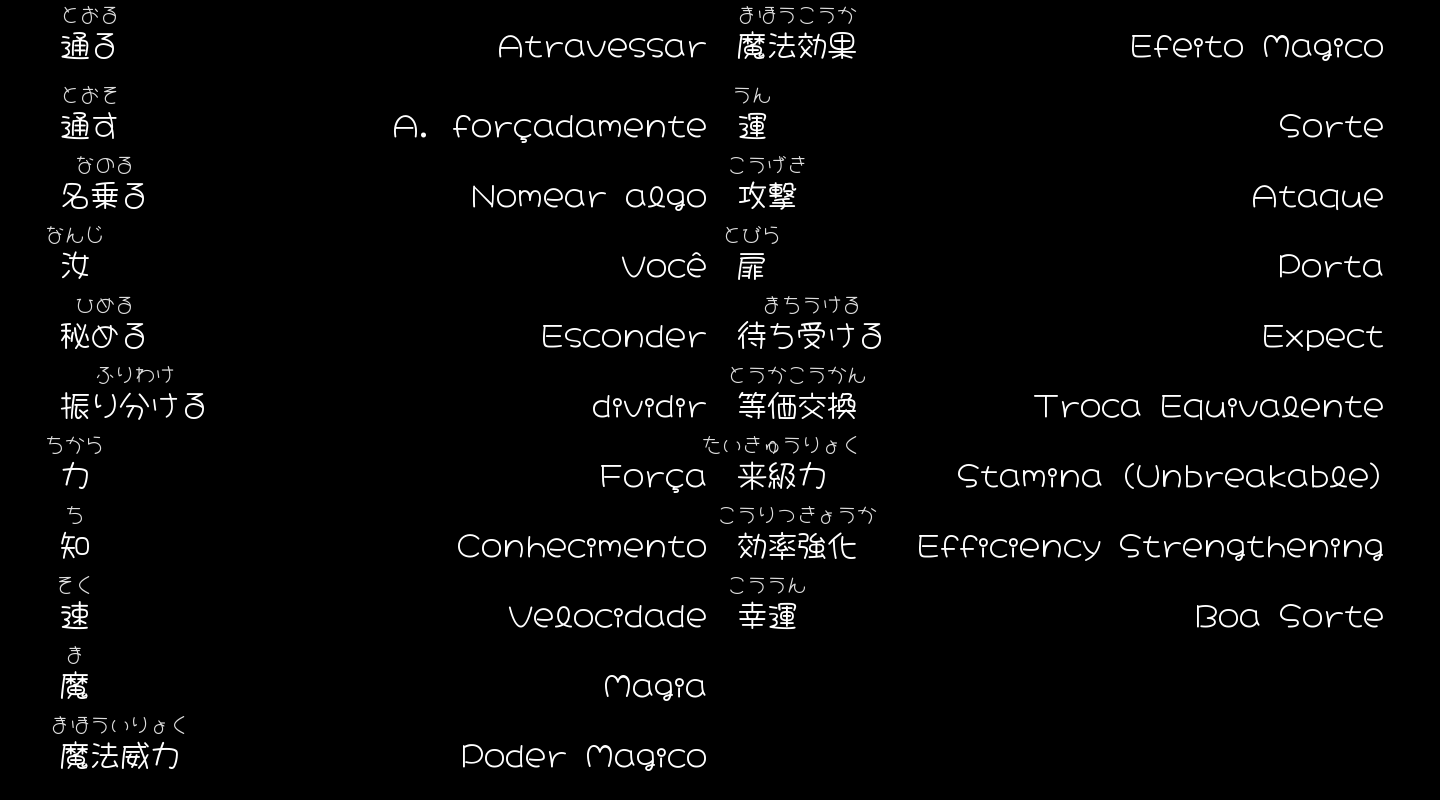 とおる
通る Atravessar
とおそ
通す A. forçadamente
なのる
名乗る Nomear algo
なんじ
汝 Você
ひめる
秘める Esconder
ふりわけ
振り分ける dividir
ちから
力 Força
ち
知 Conhecimento
そく
速 Velocidade
ま
魔 Magia
まほういりょく
魔法威力 Poder Magico
まほうこうか
魔法効果 Efeito Magico
うん
運 Sorte
こうげき
攻撃 Ataque
とびら
扉 Porta
まちうける
待ち受ける Expect
とうかこうかん
等価交換 Troca Equivalente
たいきゅうりょく
来級力 Stamina (Unbreakable)
こうりつきょうか
効率強化 Efficiency Strengthening
こううん
幸運 Boa Sorte